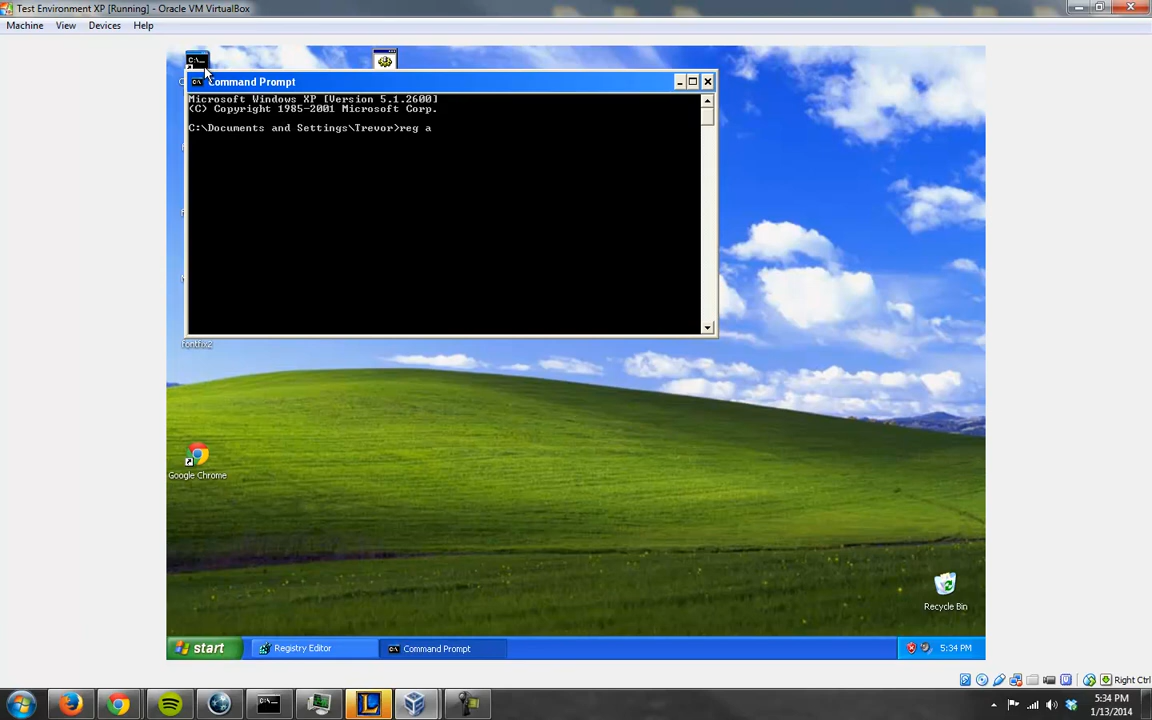 Test Environment XP [Running] - Oracle VM VirtualBox
Machine View Devices Help
C:\_
Command Prompt
Microsoft Windows XP [Version 5.1.2600]
(C) Copyright 1985-2001 Microsoft Corp.
C:\Documents and Settings\Trevor>reg a
fontfix2
Google Chrome
Recycle Bin
start Registry Editor Command Prompt 5:34 PM
Right Ctrl
5:34 PM
1/13/2014